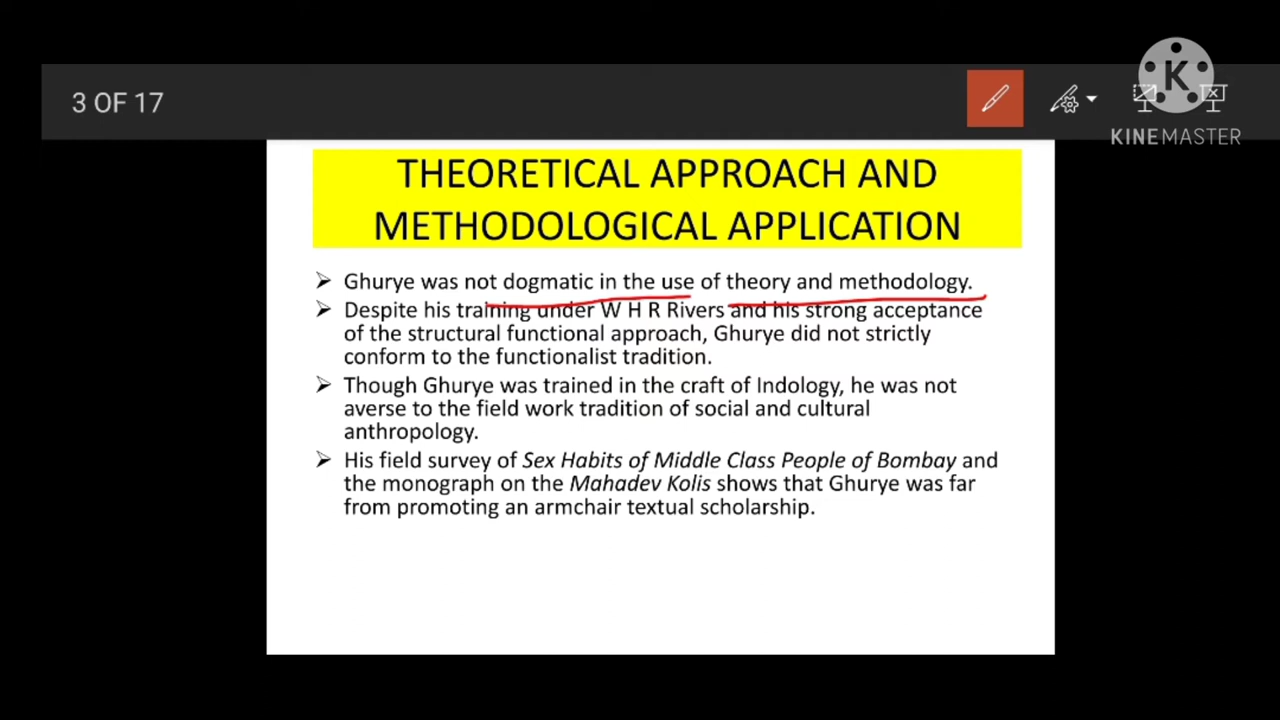 3 OF 17
K
KINEMASTER
THEORETICAL APPROACH AND
METHODOLOGICAL APPLICATION
➢ Ghurye was not dogmatic in the use of theory and methodology.
➢ Despite his training under W H R Rivers and his strong acceptance
of the structural functional approach, Ghurye did not strictly
conform to the functionalist tradition.
➢ Though Ghurye was trained in the craft of Indology, he was not
averse to the field work tradition of social and cultural
anthropology.
➢ His field survey of Sex Habits of Middle Class People of Bombay and
the monograph on the Mahadev Kolis shows that Ghurye was far
from promoting an armchair textual scholarship.